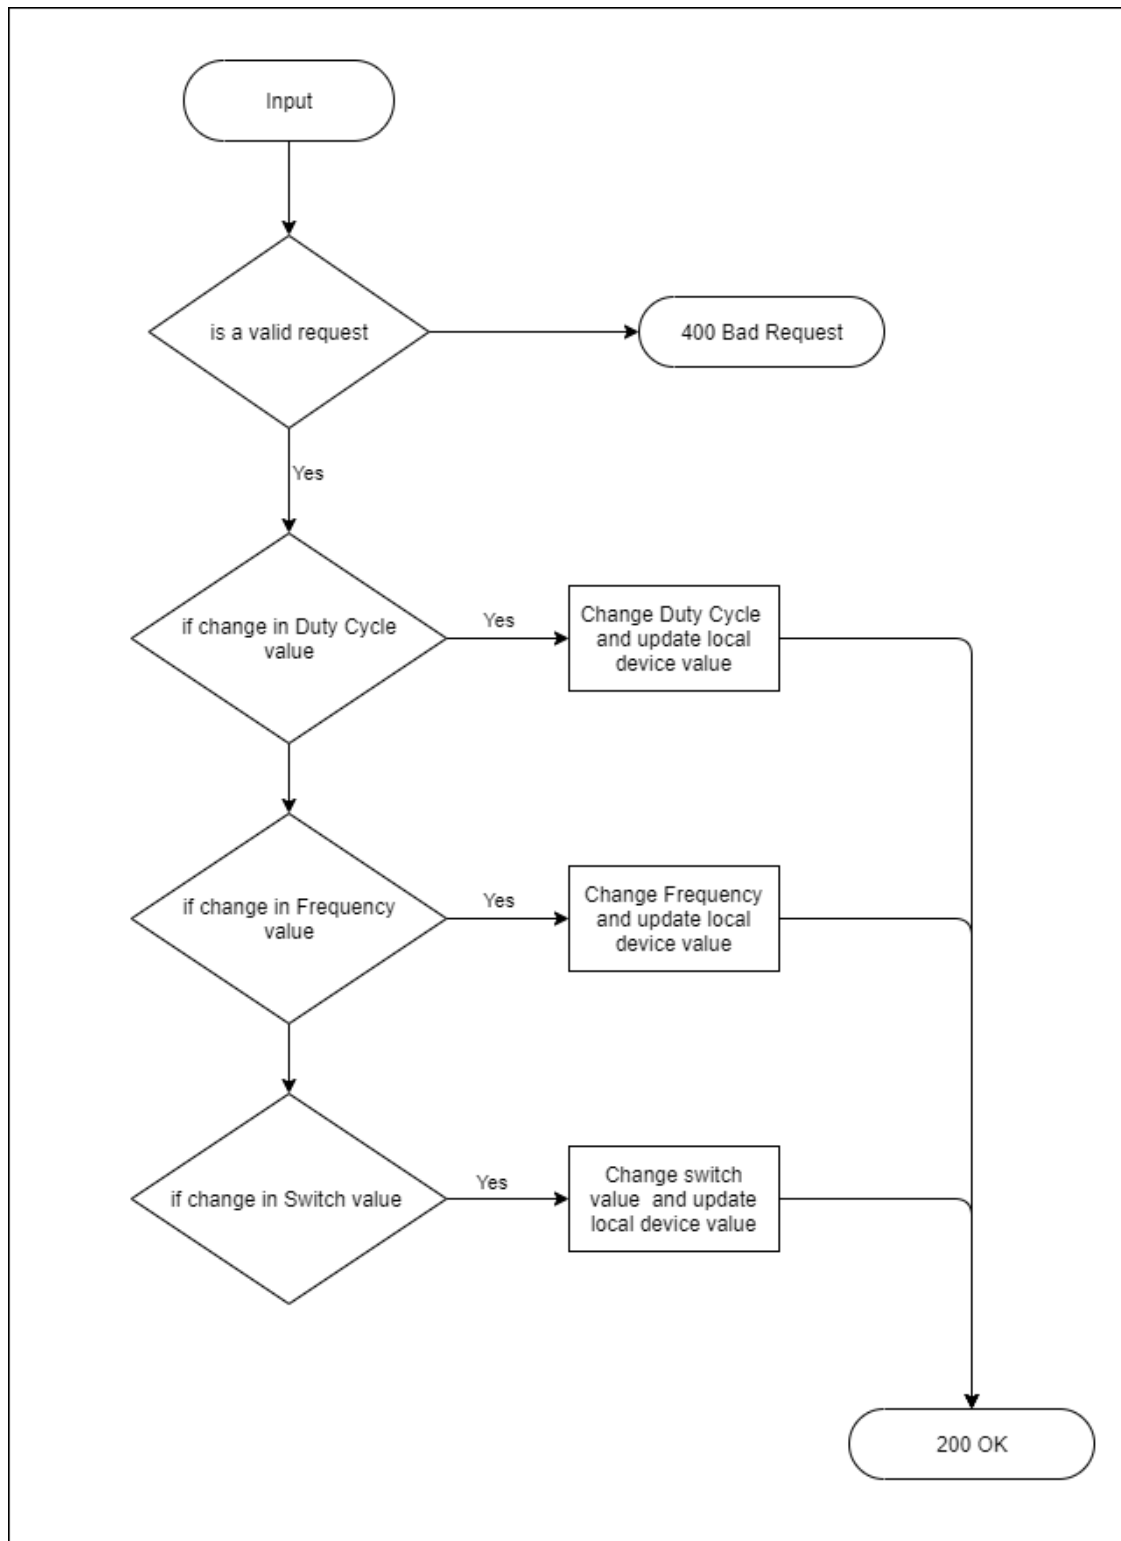 Input
is a valid request
400 Bad Request
Yes
if change in Duty Cycle
value
Yes
Change Duty Cycle
and update local
device value
if change in Frequency
value
Yes
Change Frequency
and update local
device value
if change in Switch value
Yes
Change switch
value and update
local device value
200 OK